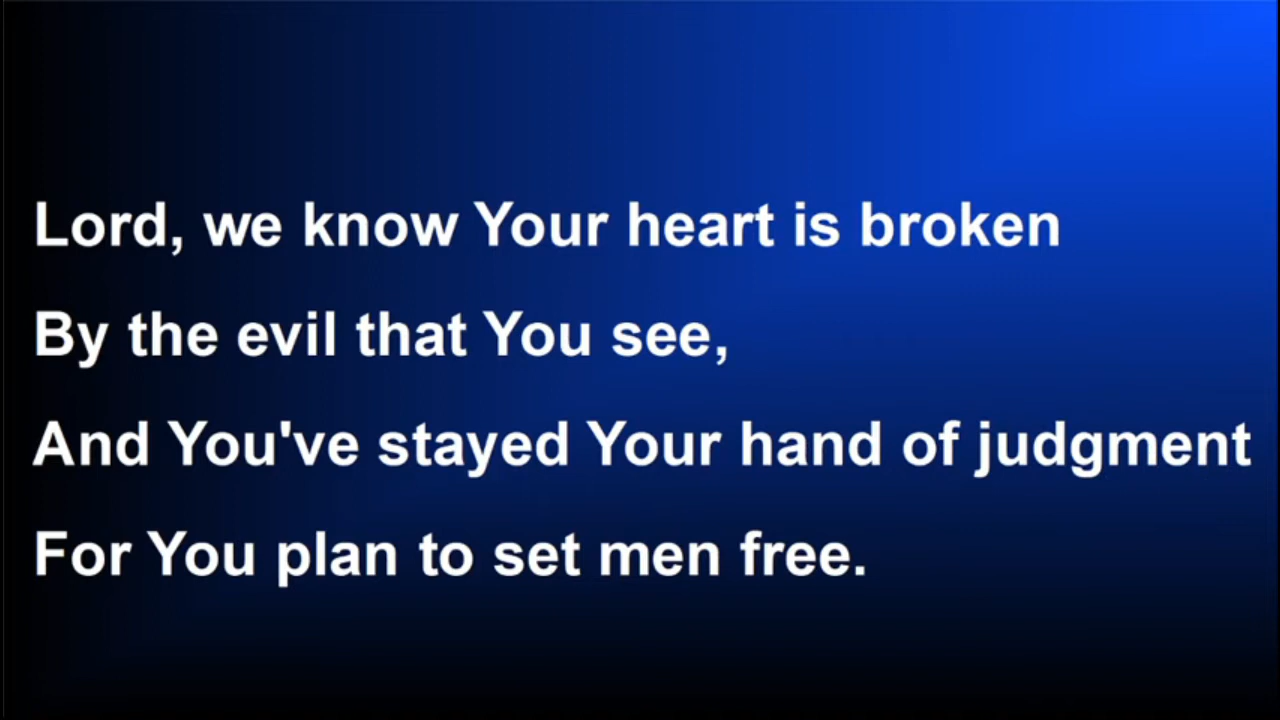 Lord, we know Your heart is broken
By the evil that You see,
And You've stayed Your hand of judgment
For You plan to set men free.